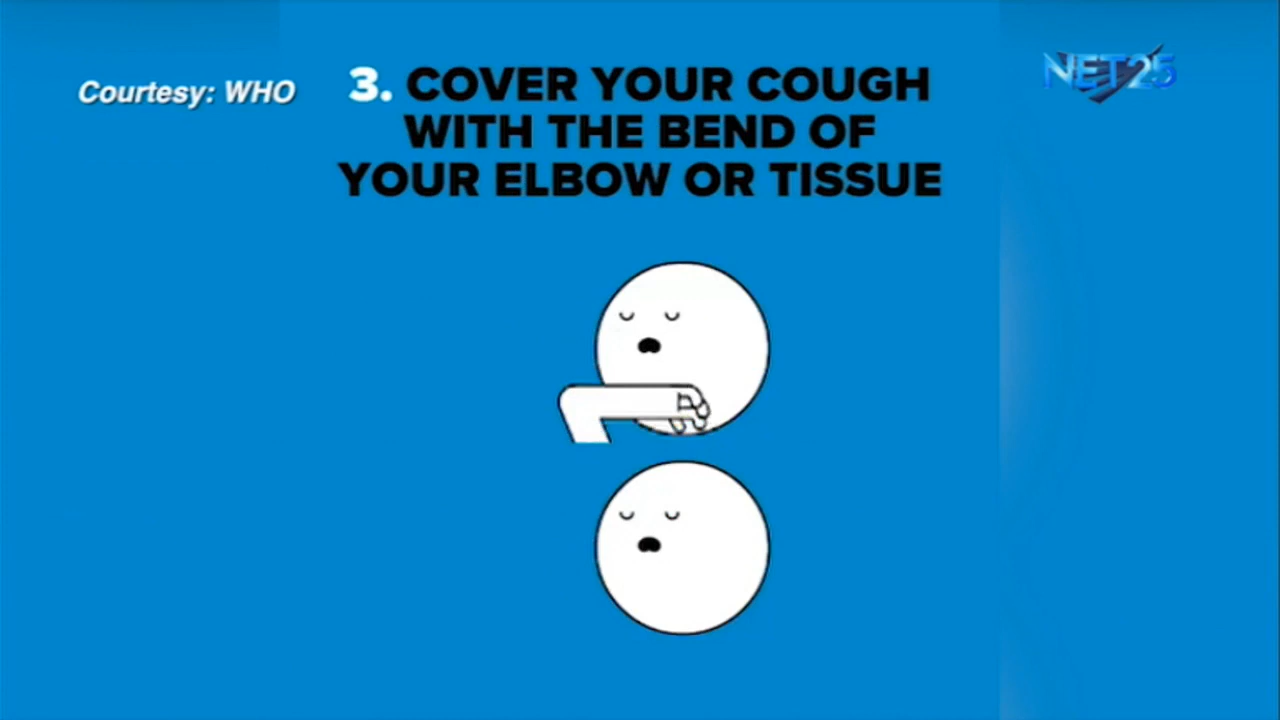 Courtesy: WHO
3. COVER YOUR COUGH
WITH THE BEND OF
YOUR ELBOW OR TISSUE
NET25